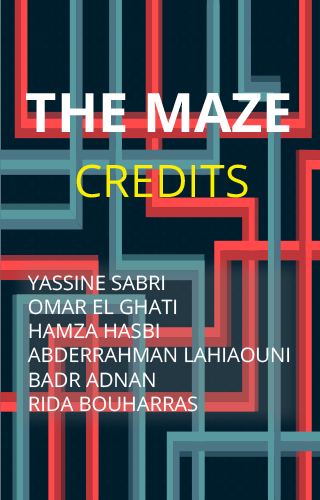 THE MAZE
CREDITS
YASSINE SABRI
OMAR EL GHATI
HAMZA HASBI
ABDERRAHMAN LAHIAOUNI
BADR ADNAN
RIDA BOUHARRAS